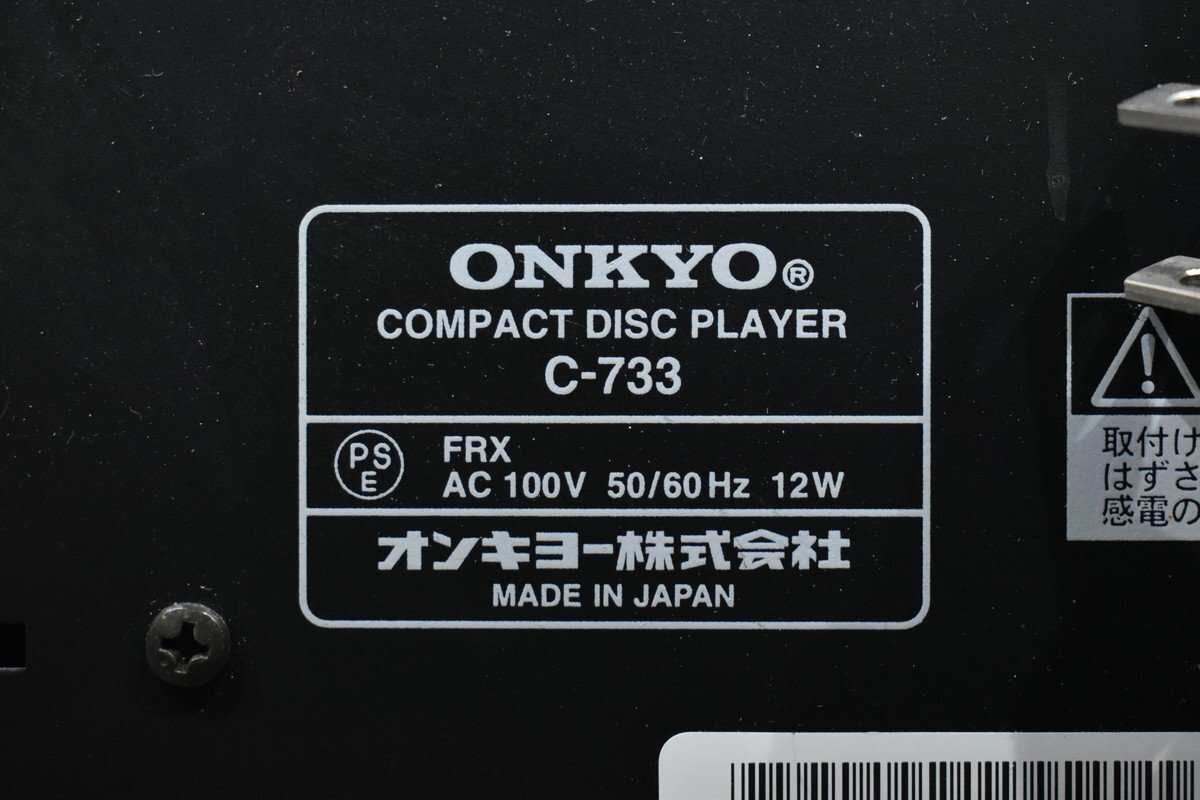 ONKYO®
COMPACT DISC PLAYER
C-733
PS
E
FRX
AC 100V 50/60Hz 12W
オンキヨー株式会社
MADE IN JAPAN
取付け
はずさ
感電の